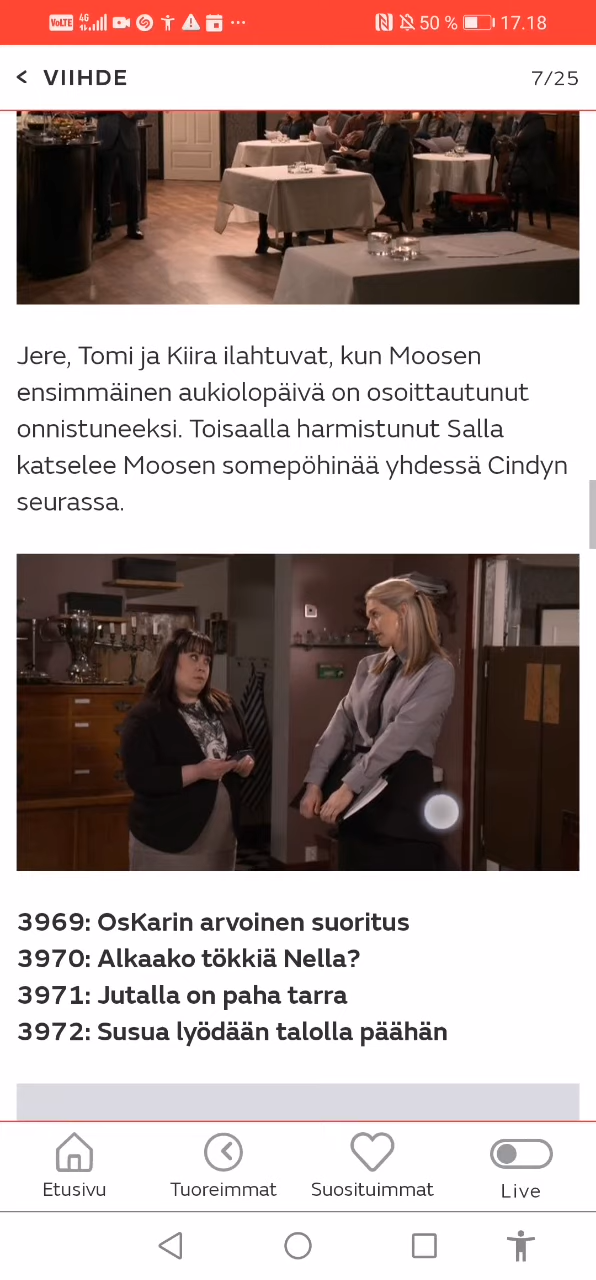 VoLTE 4G 50 % 17.18
VIIHDE 7/25
Jere, Tomi ja Kiira ilahtuvat, kun Moosen
ensimmäinen aukiolopäivä on osoittautunut
onnistuneeksi. Toisaalla harmistunut Salla
katselee Moosen somepöhinää yhdessä Cindyn
seurassa.
3969: OsKarin arvoinen suoritus
3970: Alkaako tökkiä Nella?
3971: Jutalla on paha tarra
3972: Susua lyödään talolla päähän
Etusivu Tuoreimmat Suosituimmat Live